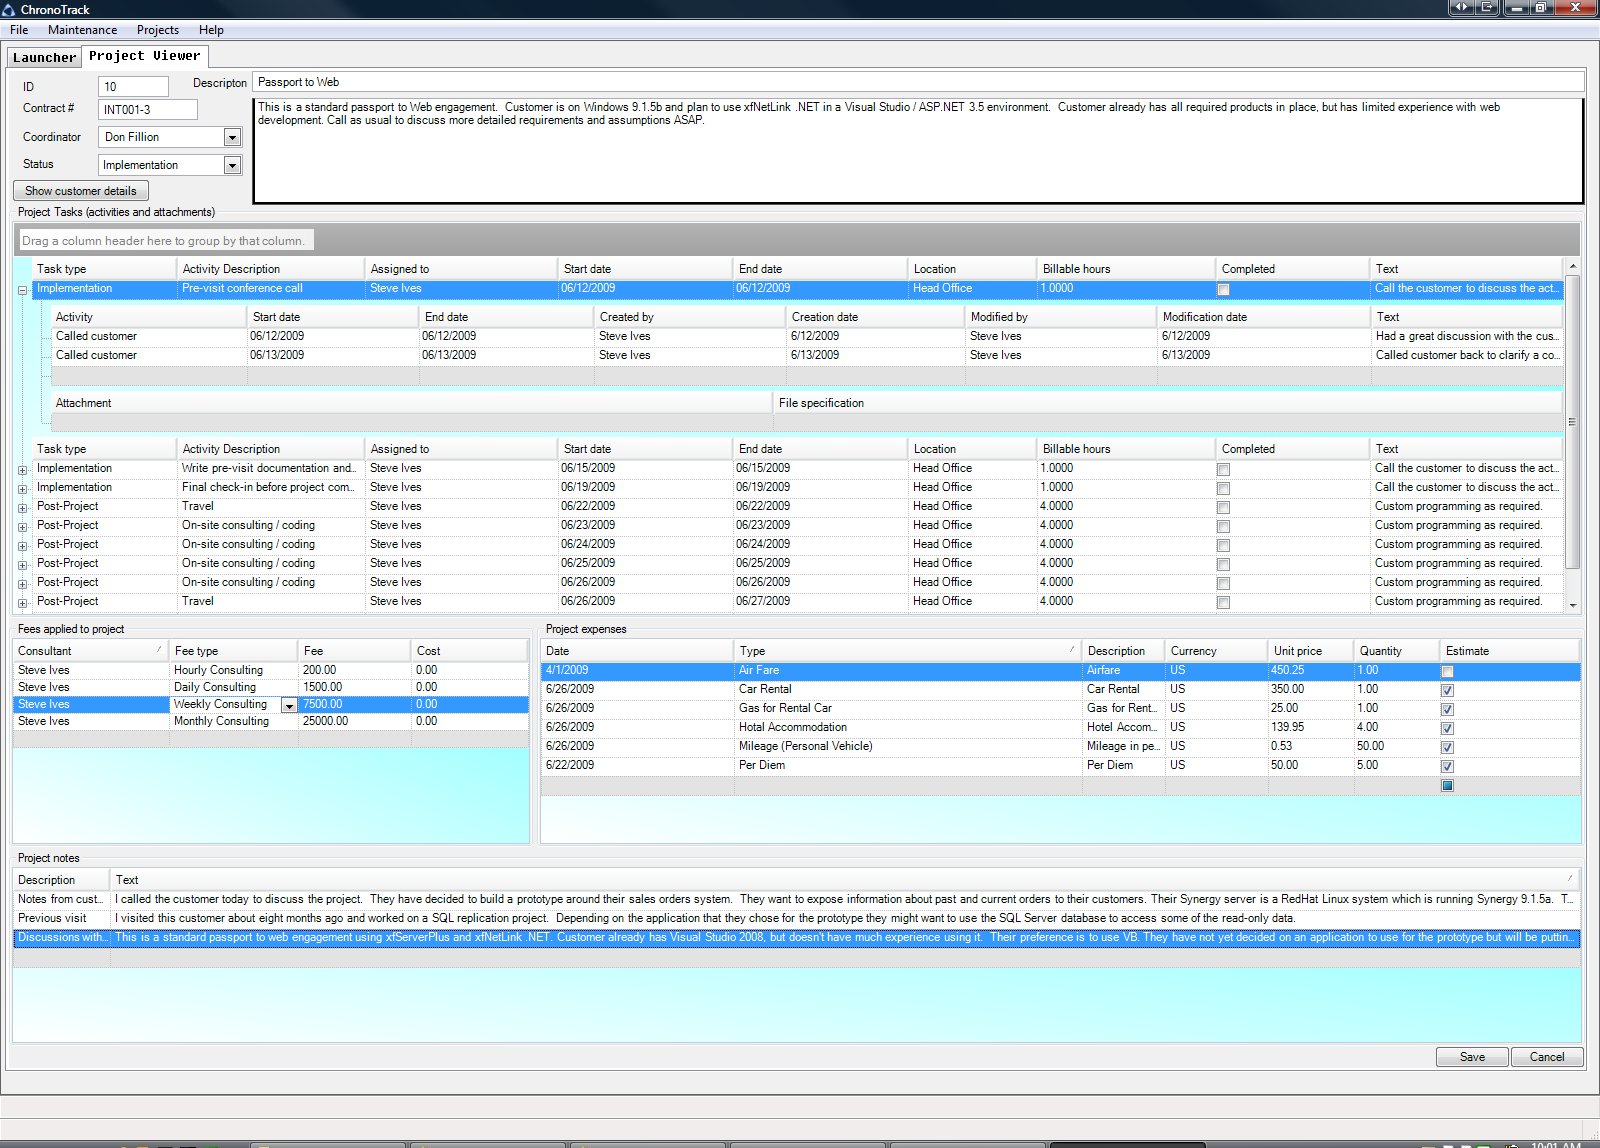 ChronoTrack
File Maintenance Projects Help
Launcher Project Viewer
ID 10 Descripton Passport to Web
Contract # INT001-3
This is a standard passport to Web engagement. Customer is on Windows 9.1.5b and plan to use xfNetLink .NET in a Visual Studio / ASP.NET 3.5 environment. Customer already has all required products in place, but has limited experience with web
development. Call as usual to discuss more detailed requirements and assumptions ASAP.
Coordinator Don Fillion
Status Implementation
Show customer details
Project Tasks (activities and attachments)
Drag a column header here to group by that column.
Task type Activity Description Assigned to Start date End date Location Billable hours Completed Text
Implementation Pre-visit conference call Steve Ives 06/12/2009 06/12/2009 Head Office 1.0000 Call the customer to discuss the act...
Activity Start date End date Created by Creation date Modified by Modification date Text
Called customer 06/12/2009 06/12/2009 Steve Ives 6/12/2009 Steve Ives 6/12/2009 Had a great discussion with the cus...
Called customer 06/13/2009 06/13/2009 Steve Ives 6/13/2009 Steve Ives 6/13/2009 Called customer back to clarify a co...
Attachment File specification
Task type Activity Description Assigned to Start date End date Location Billable hours Completed Text
Implementation Write pre-visit documentation and... Steve Ives 06/15/2009 06/15/2009 Head Office 1.0000 Call the customer to discuss the act...
Implementation Final check-in before project com... Steve Ives 06/19/2009 06/19/2009 Head Office 1.0000 Call the customer to discuss the act...
Post-Project Travel Steve Ives 06/22/2009 06/22/2009 Head Office 4.0000 Custom programming as required.
Post-Project On-site consulting / coding Steve Ives 06/23/2009 06/23/2009 Head Office 4.0000 Custom programming as required.
Post-Project On-site consulting / coding Steve Ives 06/24/2009 06/24/2009 Head Office 4.0000 Custom programming as required.
Post-Project On-site consulting / coding Steve Ives 06/25/2009 06/25/2009 Head Office 4.0000 Custom programming as required.
Post-Project On-site consulting / coding Steve Ives 06/26/2009 06/26/2009 Head Office 4.0000 Custom programming as required.
Post-Project Travel Steve Ives 06/26/2009 06/27/2009 Head Office 4.0000 Custom programming as required.
Fees applied to project
Consultant Fee type Fee Cost
Steve Ives Hourly Consulting 200.00 0.00
Steve Ives Daily Consulting 1500.00 0.00
Steve Ives Weekly Consulting 7500.00 0.00
Steve Ives Monthly Consulting 25000.00 0.00
Project expenses
Date Type Description Currency Unit price Quantity Estimate
4/1/2009 Air Fare Airfare US 450.25 1.00
6/26/2009 Car Rental Car Rental US 350.00 1.00
6/26/2009 Gas for Rental Car Gas for Rent... US 25.00 1.00
6/26/2009 Hotal Accommodation Hotel Accom... US 139.95 4.00
6/26/2009 Mileage (Personal Vehicle) Mileage in pe... US 0.53 50.00
6/22/2009 Per Diem Per Diem US 50.00 5.00
Project notes
Description Text
Notes from cust... I called the customer today to discuss the project. They have decided to build a prototype around their sales orders system. They want to expose information about past and current orders to their customers. Their Synergy server is a RedHat Linux system which is running Synergy 9.1.5a. T...
Previous visit I visited this customer about eight months ago and worked on a SQL replication project. Depending on the application that they chose for the prototype they might want to use the SQL Server database to access some of the read-only data.
Discussions with... This is a standard passport to web engagement using xfServerPlus and xfNetLink .NET. Customer already has Visual Studio 2008, but doesn't have much experience using it. Their preference is to use VB. They have not yet decided on an application to use for the prototype but will be puttin...
Save Cancel
10:01 AM